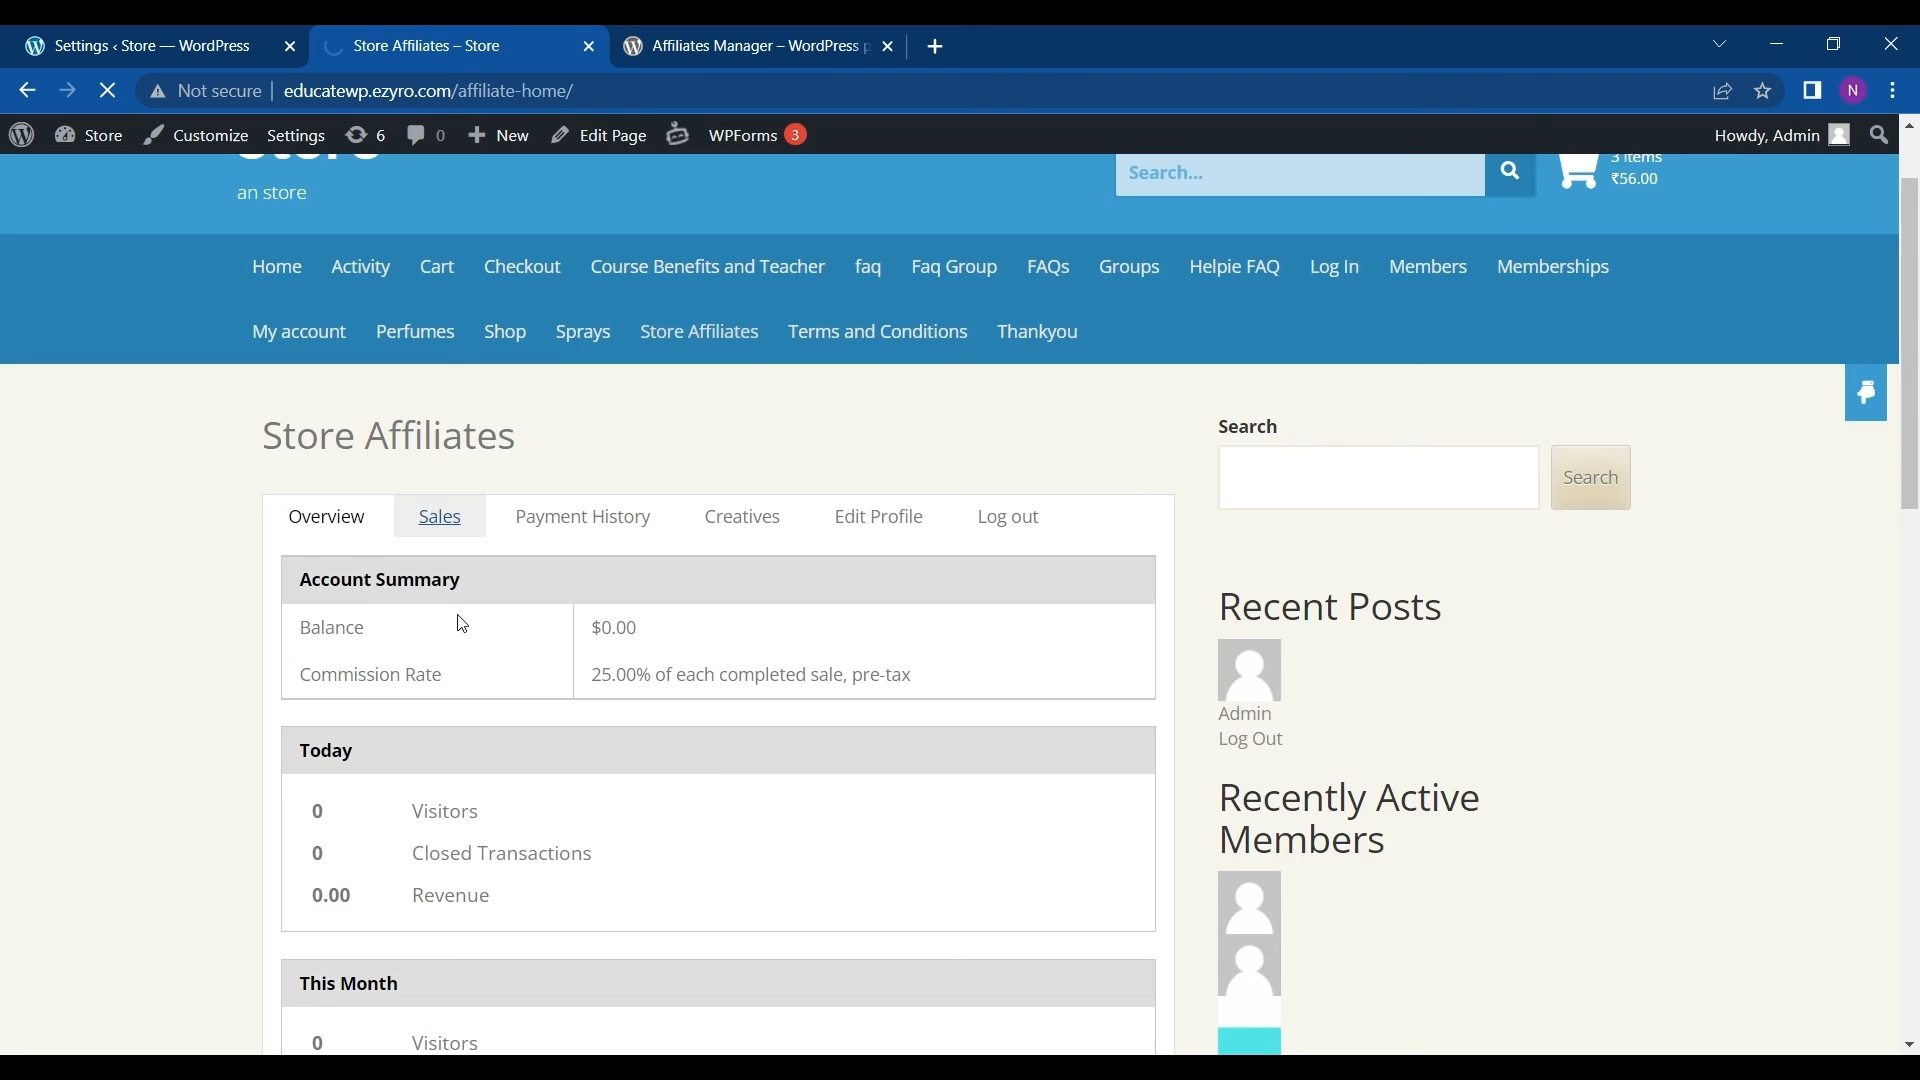 Settings ‹ Store — WordPress
Store Affiliates – Store
Affiliates Manager – WordPress
Not secure
educatewp.ezyro.com/affiliate-home/
N
Store
Customize
Settings
6
0
New
Edit Page
WPForms
3
Howdy, Admin
Store
an store
Search...
3 items
₹56.00
Home
Activity
Cart
Checkout
Course Benefits and Teacher
faq
Faq Group
FAQs
Groups
Helpie FAQ
Log In
Members
Memberships
My account
Perfumes
Shop
Sprays
Store Affiliates
Terms and Conditions
Thankyou
Store Affiliates
Search
Search
Overview
Sales
Payment History
Creatives
Edit Profile
Log out
Account Summary
Balance
$0.00
Commission Rate
25.00% of each completed sale, pre-tax
Today
0 Visitors
0 Closed Transactions
0.00 Revenue
This Month
0 Visitors
Recent Posts
Admin
Log Out
Recently Active
Members